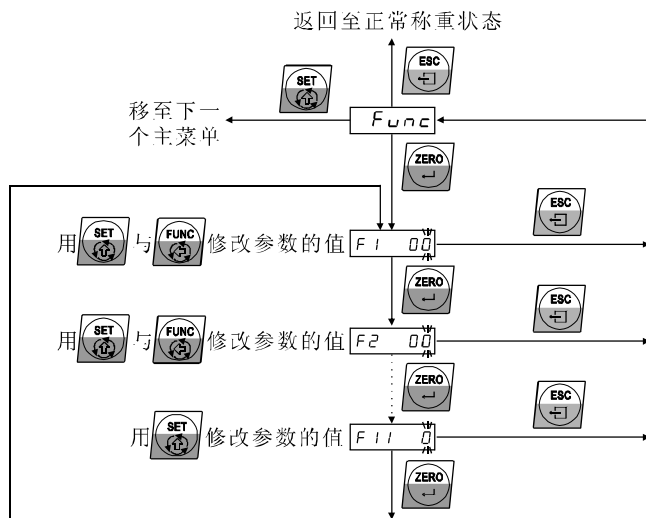 返回至正常称重状态
ESC
SET
移至下一
个主菜单
Func
ZERO
ESC
用 SET 与 FUNC 修改参数的值 F1 00
ZERO
ESC
用 SET 与 FUNC 修改参数的值 F2 00
ZERO
ESC
用 SET 修改参数的值 F11 0
ZERO